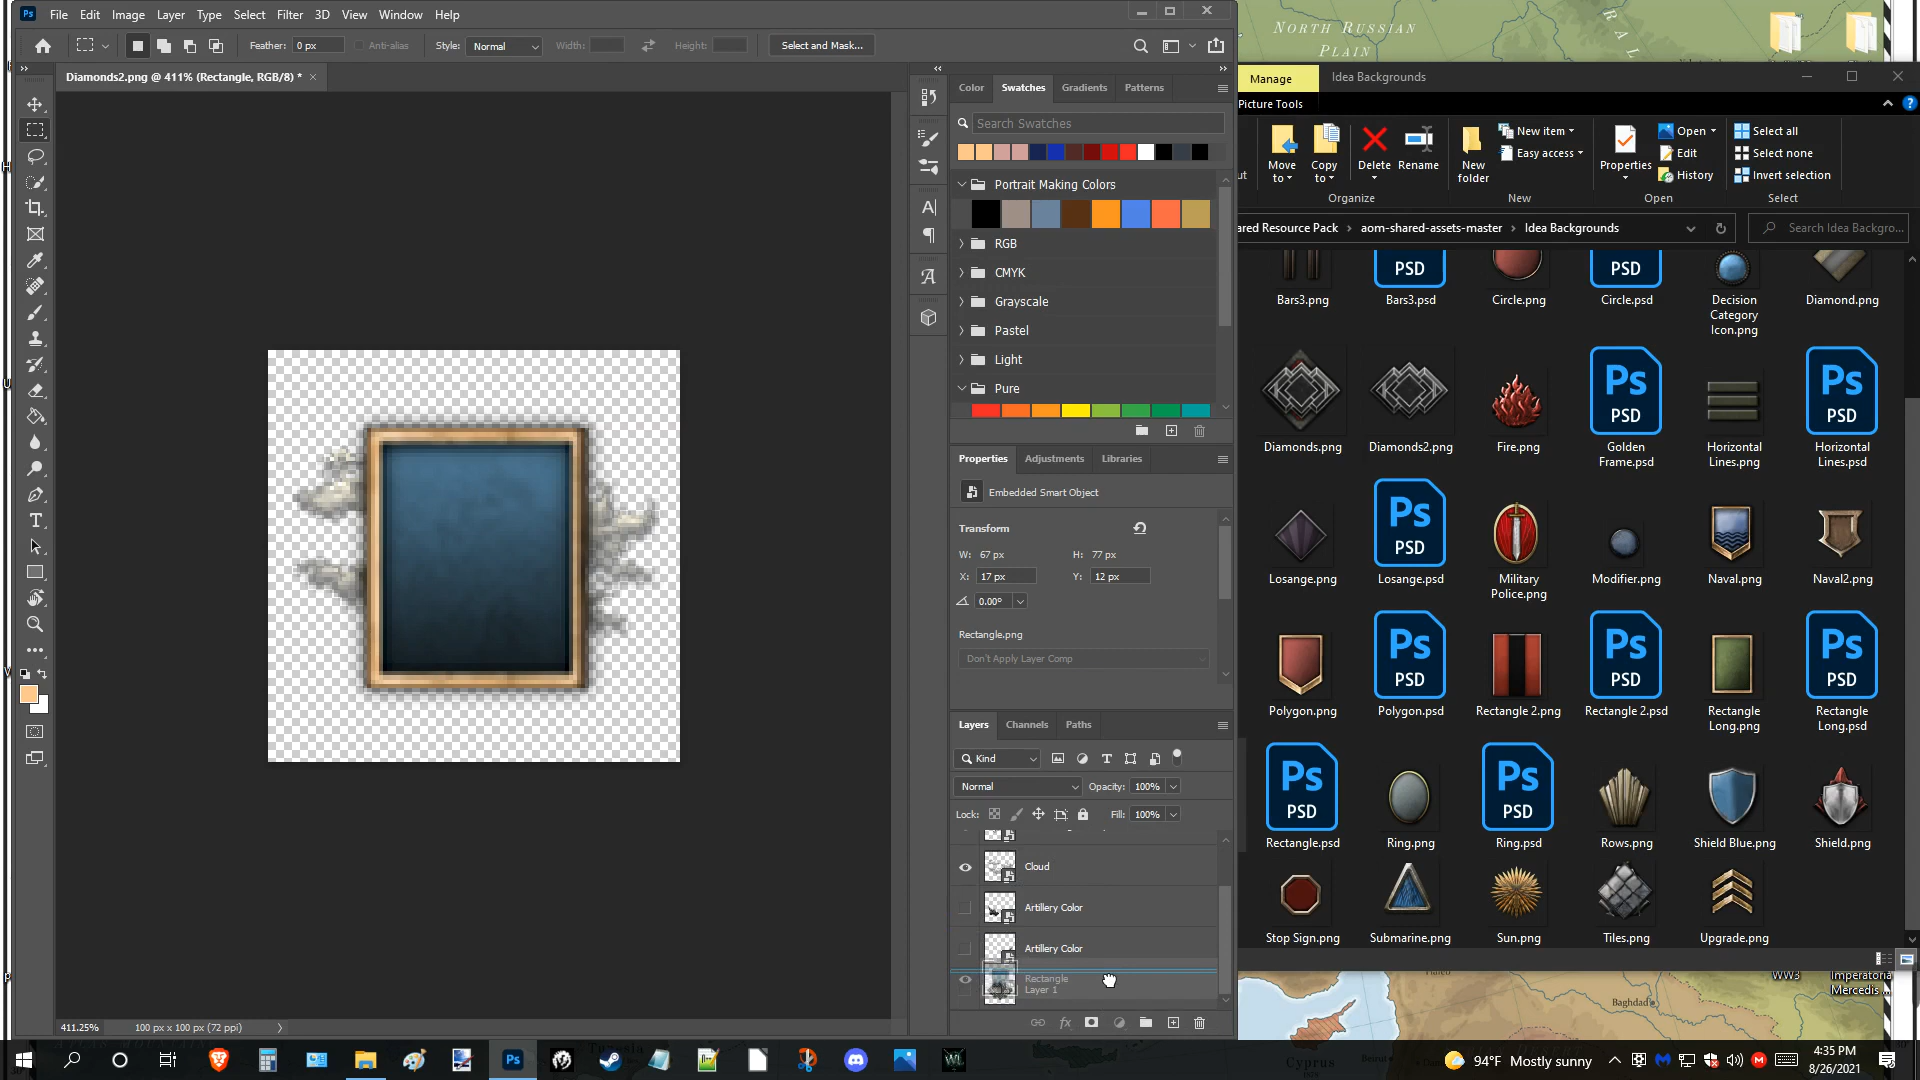 Ps File Edit Image Layer Type Select Filter 3D View Window Help
Feather: 0 px Anti-alias Style: Normal Width: Height: Select and Mask...
Diamonds2.png @ 411% (Rectangle, RGB/8) * ×
Color Swatches Gradients Patterns
Search Swatches
Portrait Making Colors
RGB
CMYK
Grayscale
Pastel
Light
Pure
Properties Adjustments Libraries
Embedded Smart Object
Transform
W: 67 px H: 77 px
X: 17 px Y: 12 px
0.00°
Rectangle.png
Don't Apply Layer Comp
Layers Channels Paths
Kind
Normal Opacity: 100%
Lock: Fill: 100%
Cloud
Artillery Color
Artillery Color
Rectangle
Layer 1
411.25% 100 px x 100 px (72 ppi)
NORTH RUSSIAN
PLAIN
Manage Idea Backgrounds
Picture Tools
Move to Copy to Delete Rename New folder New item Easy access Properties Open Edit History Select all Select none Invert selection
Organize New Open Select
ared Resource Pack › aom-shared-assets-master › Idea Backgrounds Search Idea Backgro...
PSD PSD
Bars3.png Bars3.psd Circle.png Circle.psd Decision Category Icon.png Diamond.png
Ps PSD Ps PSD
Diamonds.png Diamonds2.png Fire.png Golden Frame.psd Horizontal Lines.png Horizontal Lines.psd
Ps PSD
Losange.png Losange.psd Military Police.png Modifier.png Naval.png Naval2.png
Ps PSD Ps PSD Ps PSD
Polygon.png Polygon.psd Rectangle 2.png Rectangle 2.psd Rectangle Long.png Rectangle Long.psd
Ps PSD Ps PSD
Rectangle.psd Ring.png Ring.psd Rows.png Shield Blue.png Shield.png
Stop Sign.png Submarine.png Sun.png Tiles.png Upgrade.png
WW3 Imperatoria Mercedis ...
Baghdad
Cyprus
94°F Mostly sunny 4:35 PM
8/26/2021